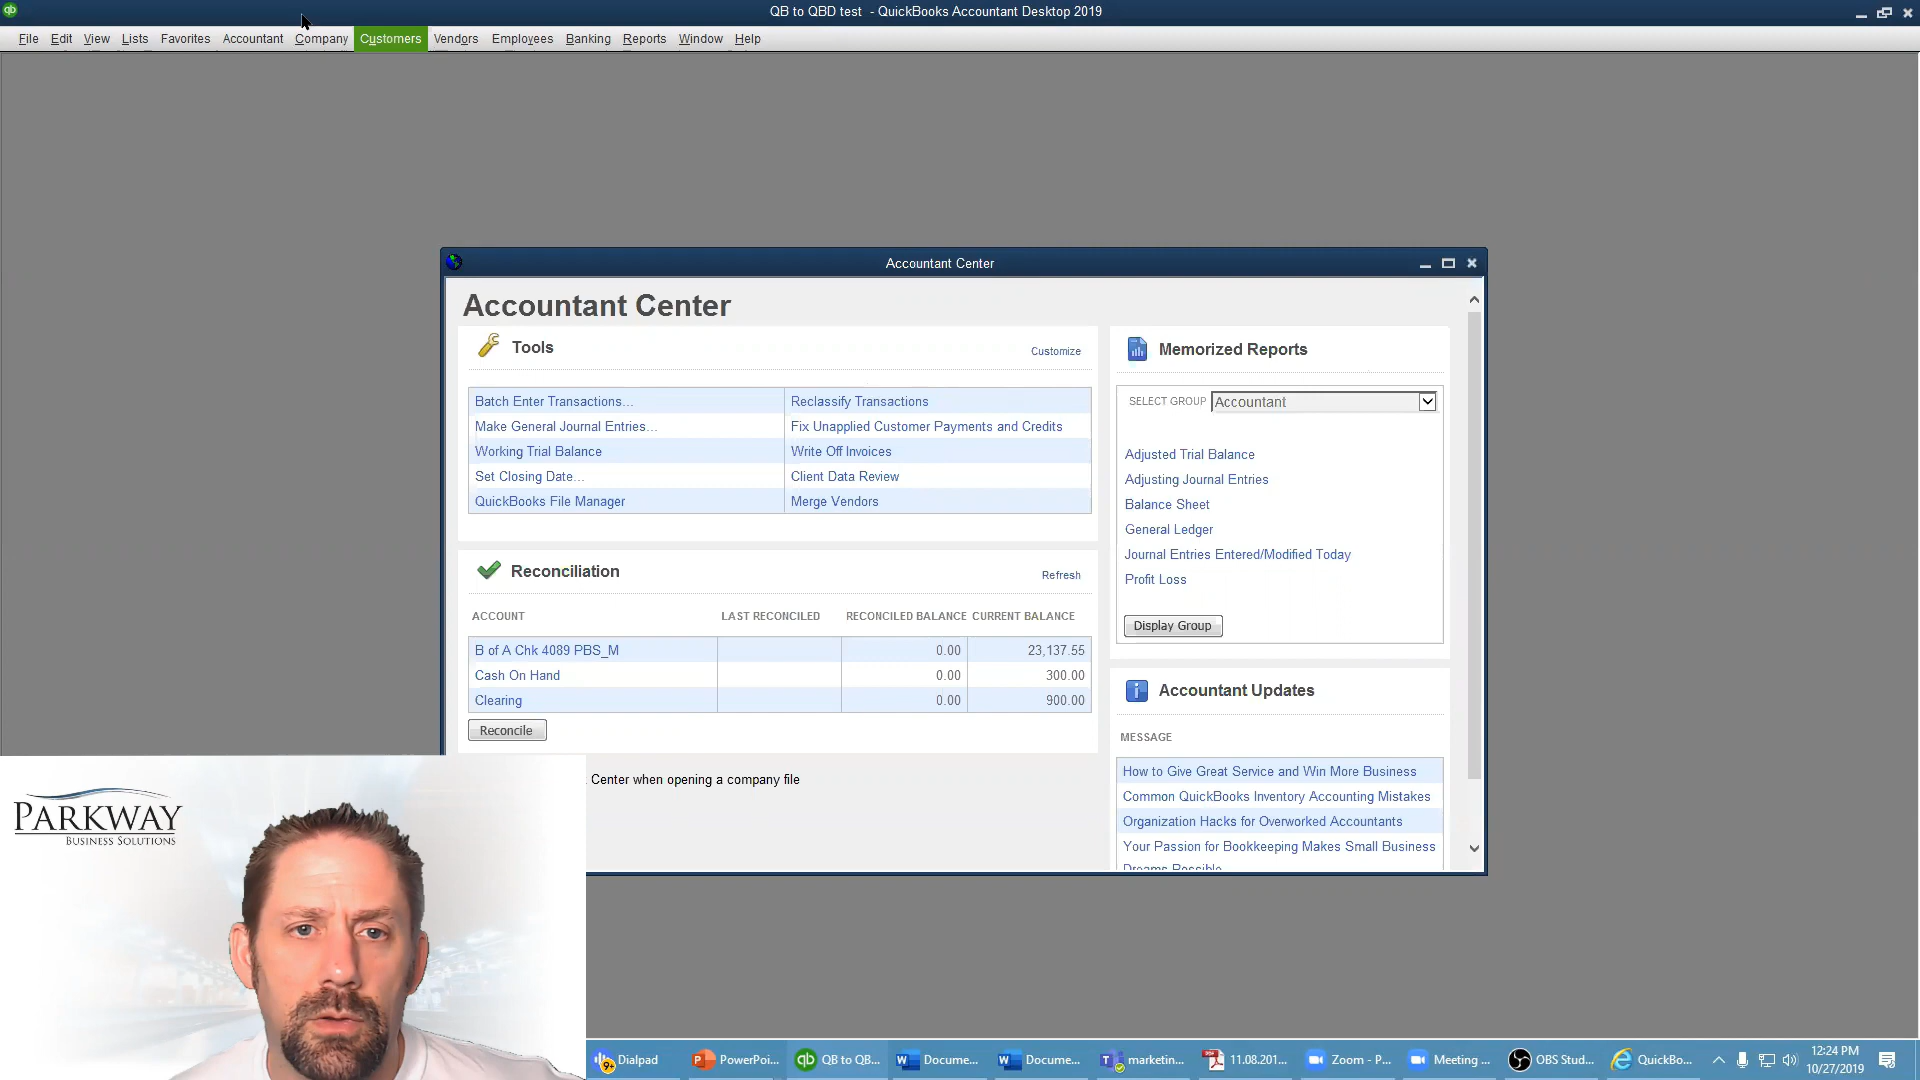 QB to QBD test - QuickBooks Accountant Desktop 2019
File Edit View Lists Favorites Accountant Company Customers Vendors Employees Banking Reports Window Help
Accountant Center
Accountant Center
Tools
Customize
Batch Enter Transactions... Reclassify Transactions
Make General Journal Entries... Fix Unapplied Customer Payments and Credits
Working Trial Balance Write Off Invoices
Set Closing Date... Client Data Review
QuickBooks File Manager Merge Vendors
Reconciliation
Refresh
ACCOUNT LAST RECONCILED RECONCILED BALANCE CURRENT BALANCE
B of A Chk 4089 PBS_M 0.00 23,137.55
Cash On Hand 0.00 300.00
Clearing 0.00 900.00
Reconcile
Center when opening a company file
Memorized Reports
SELECT GROUP Accountant
Adjusted Trial Balance
Adjusting Journal Entries
Balance Sheet
General Ledger
Journal Entries Entered/Modified Today
Profit Loss
Display Group
Accountant Updates
MESSAGE
How to Give Great Service and Win More Business
Common QuickBooks Inventory Accounting Mistakes
Organization Hacks for Overworked Accountants
Your Passion for Bookkeeping Makes Small Business
Dreams Possible
PARKWAY
BUSINESS SOLUTIONS
9+ Dialpad PowerPoi... QB to QB... Docume... Docume... marketin... 11.08.201... Zoom - P... Meeting ... OBS Stud... QuickBo...
12:24 PM
10/27/2019